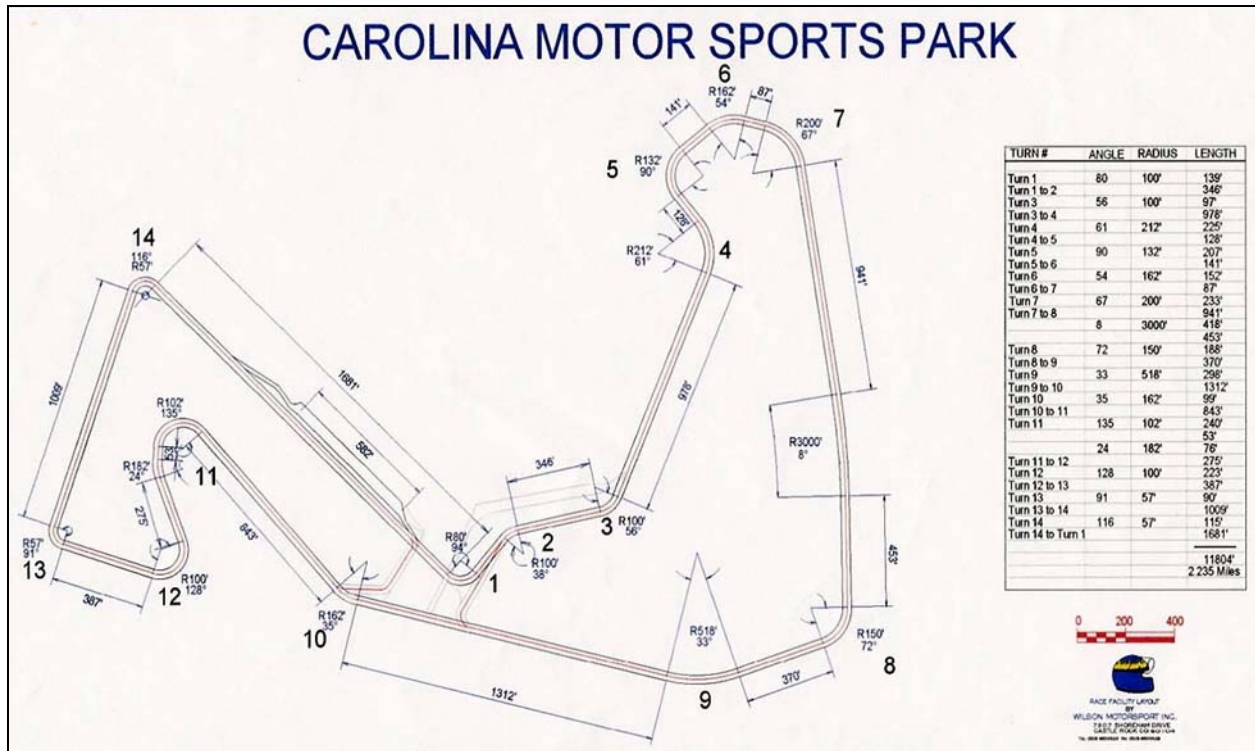 CAROLINA MOTOR SPORTS PARK
6
R162'
54°
87'
141'
R200'
67°
7
5
R132'
90°
128'
R212'
61°
4
941'
14
116°
R57'
1681'
978'
1009'
582'
R102'
135°
53'
R182'
24°
11
275'
843'
346'
R3000'
8°
3
R100'
56°
2
R100'
38°
R80'
94°
1
453'
R57'
91°
13
R100'
128°
12
387'
R162'
35°
10
R518'
33°
R150'
72°
8
370'
9
1312'
TURN # ANGLE RADIUS LENGTH
Turn 1 80 100' 139'
Turn 1 to 2 346'
Turn 3 56 100' 97'
Turn 3 to 4 978'
Turn 4 61 212' 225'
Turn 4 to 5 128'
Turn 5 90 132' 207'
Turn 5 to 6 141'
Turn 6 54 162' 152'
Turn 6 to 7 87'
Turn 7 67 200' 233'
Turn 7 to 8 941'
8 3000' 418'
453'
Turn 8 72 150' 188'
Turn 8 to 9 370'
Turn 9 33 518' 298'
Turn 9 to 10 1312'
Turn 10 35 162' 99'
Turn 10 to 11 843'
Turn 11 135 102' 240'
53'
24 182' 76'
Turn 11 to 12 275'
Turn 12 128 100' 223'
Turn 12 to 13 387'
Turn 13 91 57' 90'
Turn 13 to 14 1009'
Turn 14 116 57' 115'
Turn 14 to Turn 1 1681'
11804'
2.235 Miles
0 200 400
RACE FACILITY LAYOUT
BY
WILSON MOTORSPORT INC.
7507 SHOREHAM DRIVE
CASTLE ROCK CO